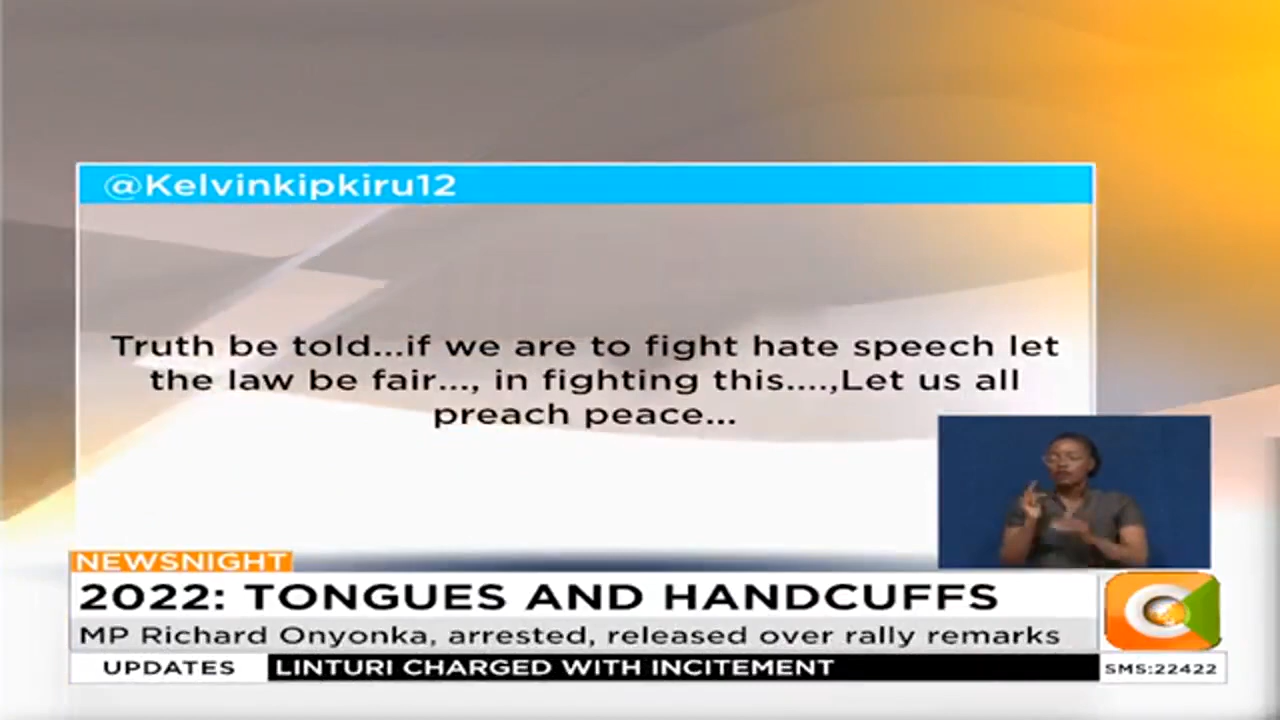 @Kelvinkipkiru12
Truth be told...if we are to fight hate speech let
the law be fair..., in fighting this....,Let us all
preach peace...
NEWSNIGHT
2022: TONGUES AND HANDCUFFS
MP Richard Onyonka, arrested, released over rally remarks
UPDATES LINTURI CHARGED WITH INCITEMENT
SMS:22422